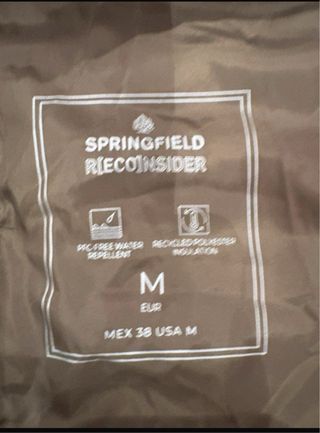 SPRINGFIELD
R[ECO]NSIDER
PFC-FREE WATER REPELLENT
RECYCLED POLYESTER INSULATION
M
EUR
MEX 38 USA M